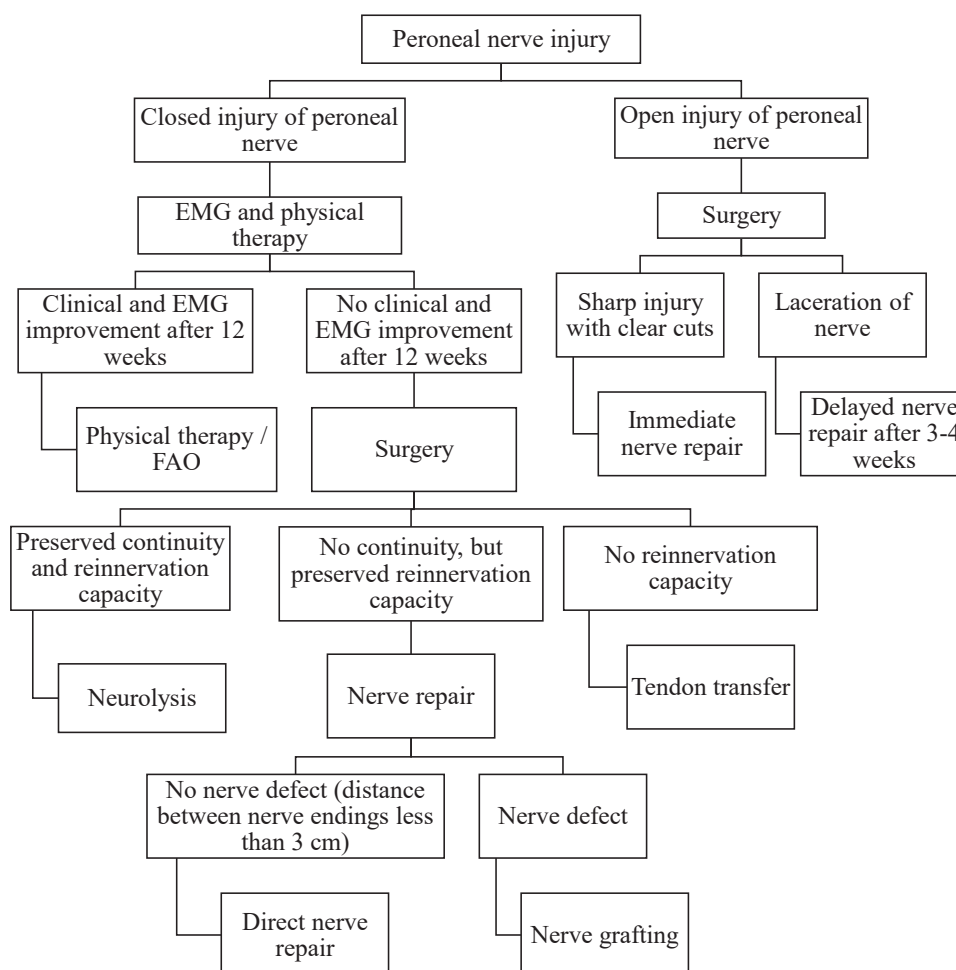 Peroneal nerve injury
Closed injury of peroneal
nerve
Open injury of peroneal
nerve
EMG and physical
therapy
Surgery
Clinical and EMG
improvement after 12
weeks
No clinical and
EMG improvement
after 12 weeks
Sharp injury
with clear cuts
Laceration of
nerve
Physical therapy /
FAO
Surgery
Immediate
nerve repair
Delayed nerve
repair after 3-4
weeks
Preserved continuity
and reinnervation
capacity
No continuity, but
preserved reinnervation
capacity
No reinnervation
capacity
Neurolysis
Nerve repair
Tendon transfer
No nerve defect (distance
between nerve endings less
than 3 cm)
Nerve defect
Direct nerve
repair
Nerve grafting